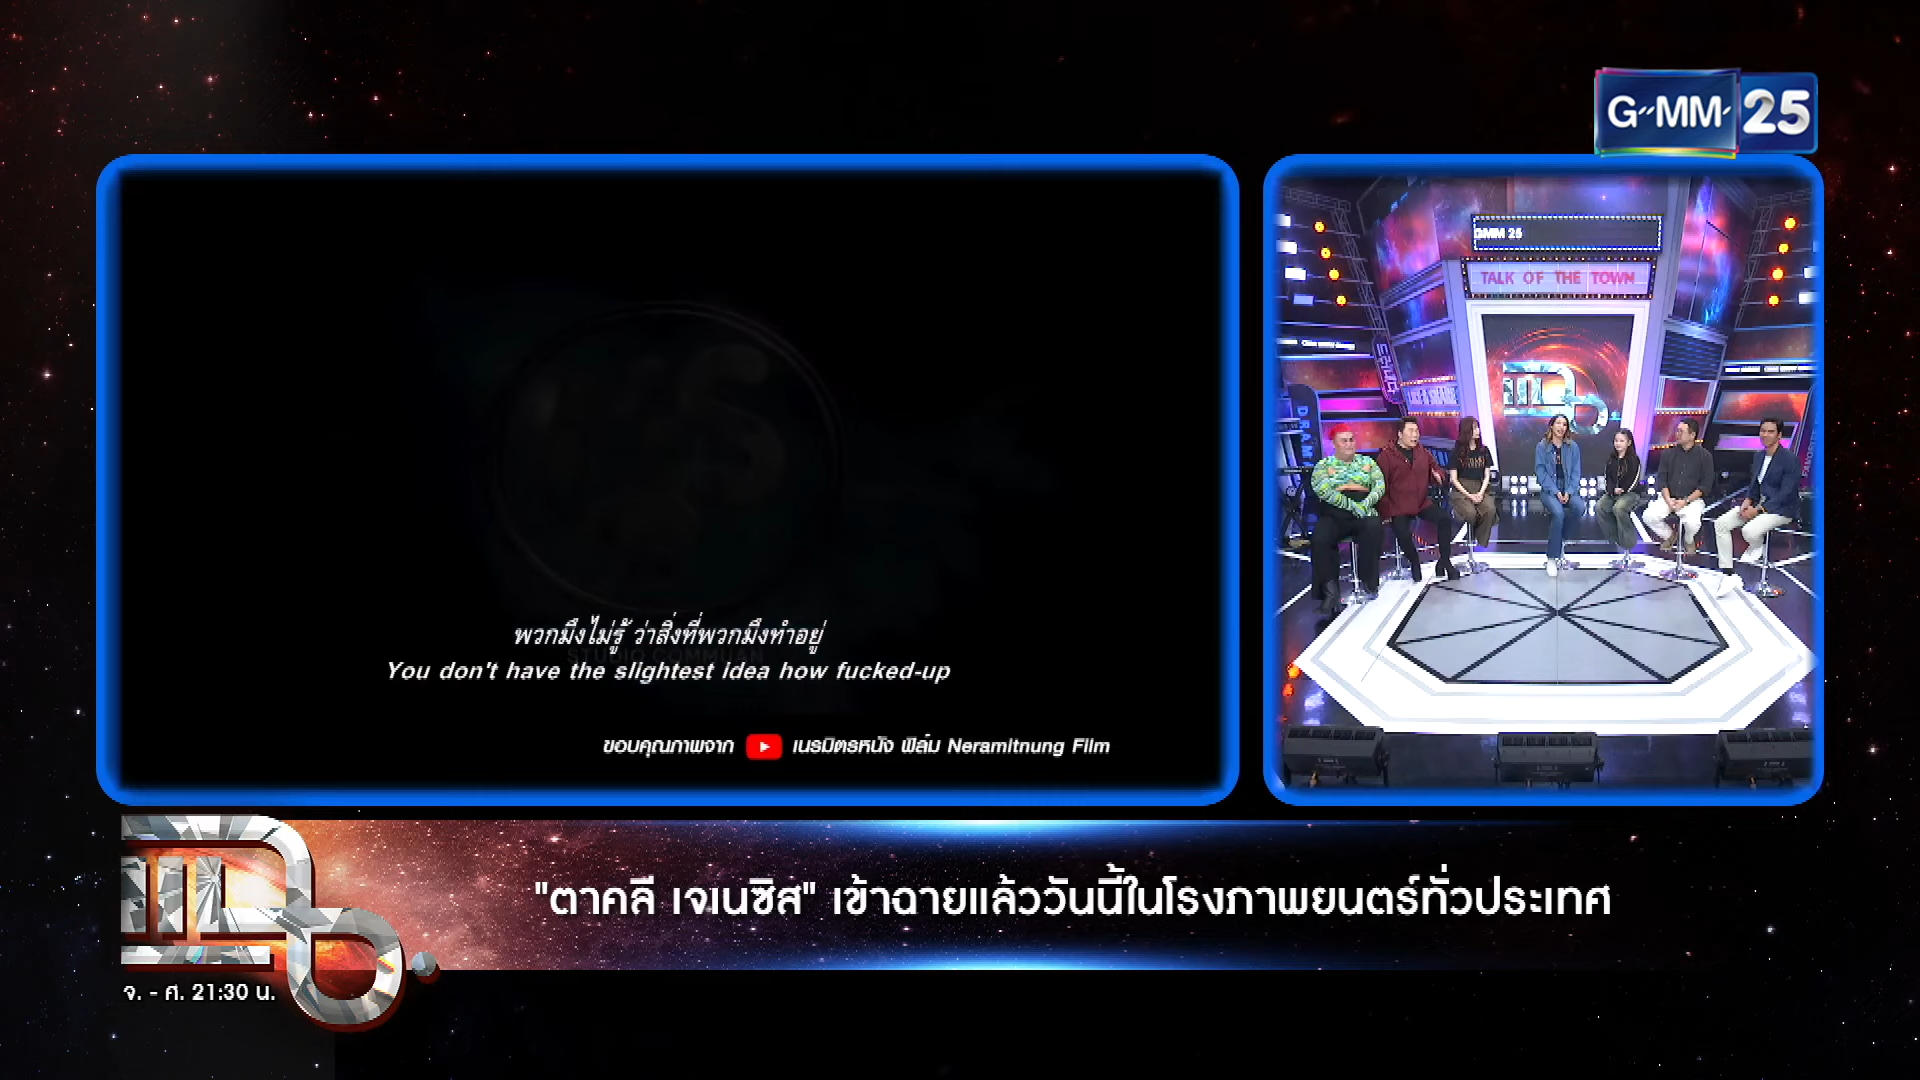 GMM 25
GMM 25
TALK OF THE TOWN
พวกมึงไม่รู้ ว่าสิ่งที่พวกมึงทำอยู่
STUDIO COMMUAN
You don't have the slightest idea how fucked-up
ขอบคุณภาพจาก เนรมิตรหนัง ฟิล์ม Neramitnung Film
"ตาคลี เจเนซิส" เข้าฉายแล้ววันนี้ในโรงภาพยนตร์ทั่วประเทศ
แฉ
จ. - ศ. 21:30 น.